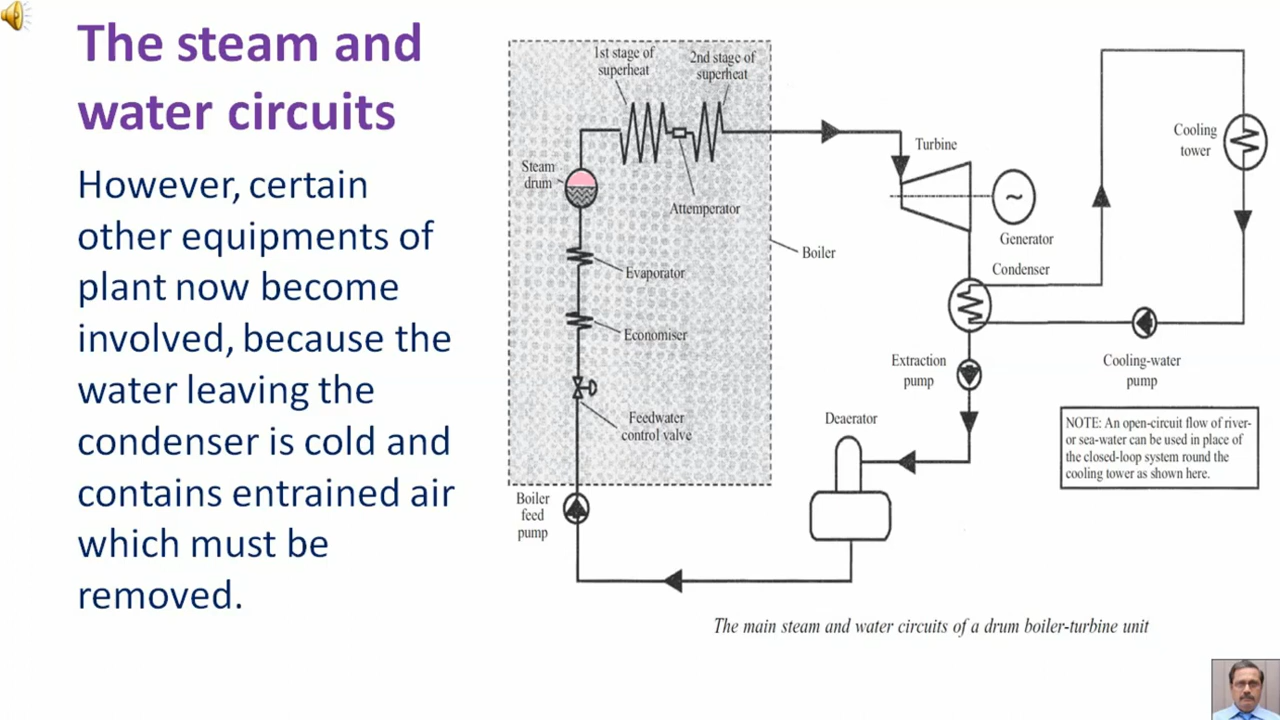 The steam and
water circuits
However, certain
other equipments of
plant now become
involved, because the
water leaving the
condenser is cold and
contains entrained air
which must be
removed.
1st stage of
superheat
2nd stage of
superheat
Steam
drum
Attemperator
Evaporator
Economiser
Feedwater
control valve
Boiler
feed
pump
Boiler
Turbine
~
Generator
Condenser
Cooling
tower
Extraction
pump
Cooling-water
pump
Deaerator
NOTE: An open-circuit flow of river-
or sea-water can be used in place of
the closed-loop system round the
cooling tower as shown here.
The main steam and water circuits of a drum boiler-turbine unit